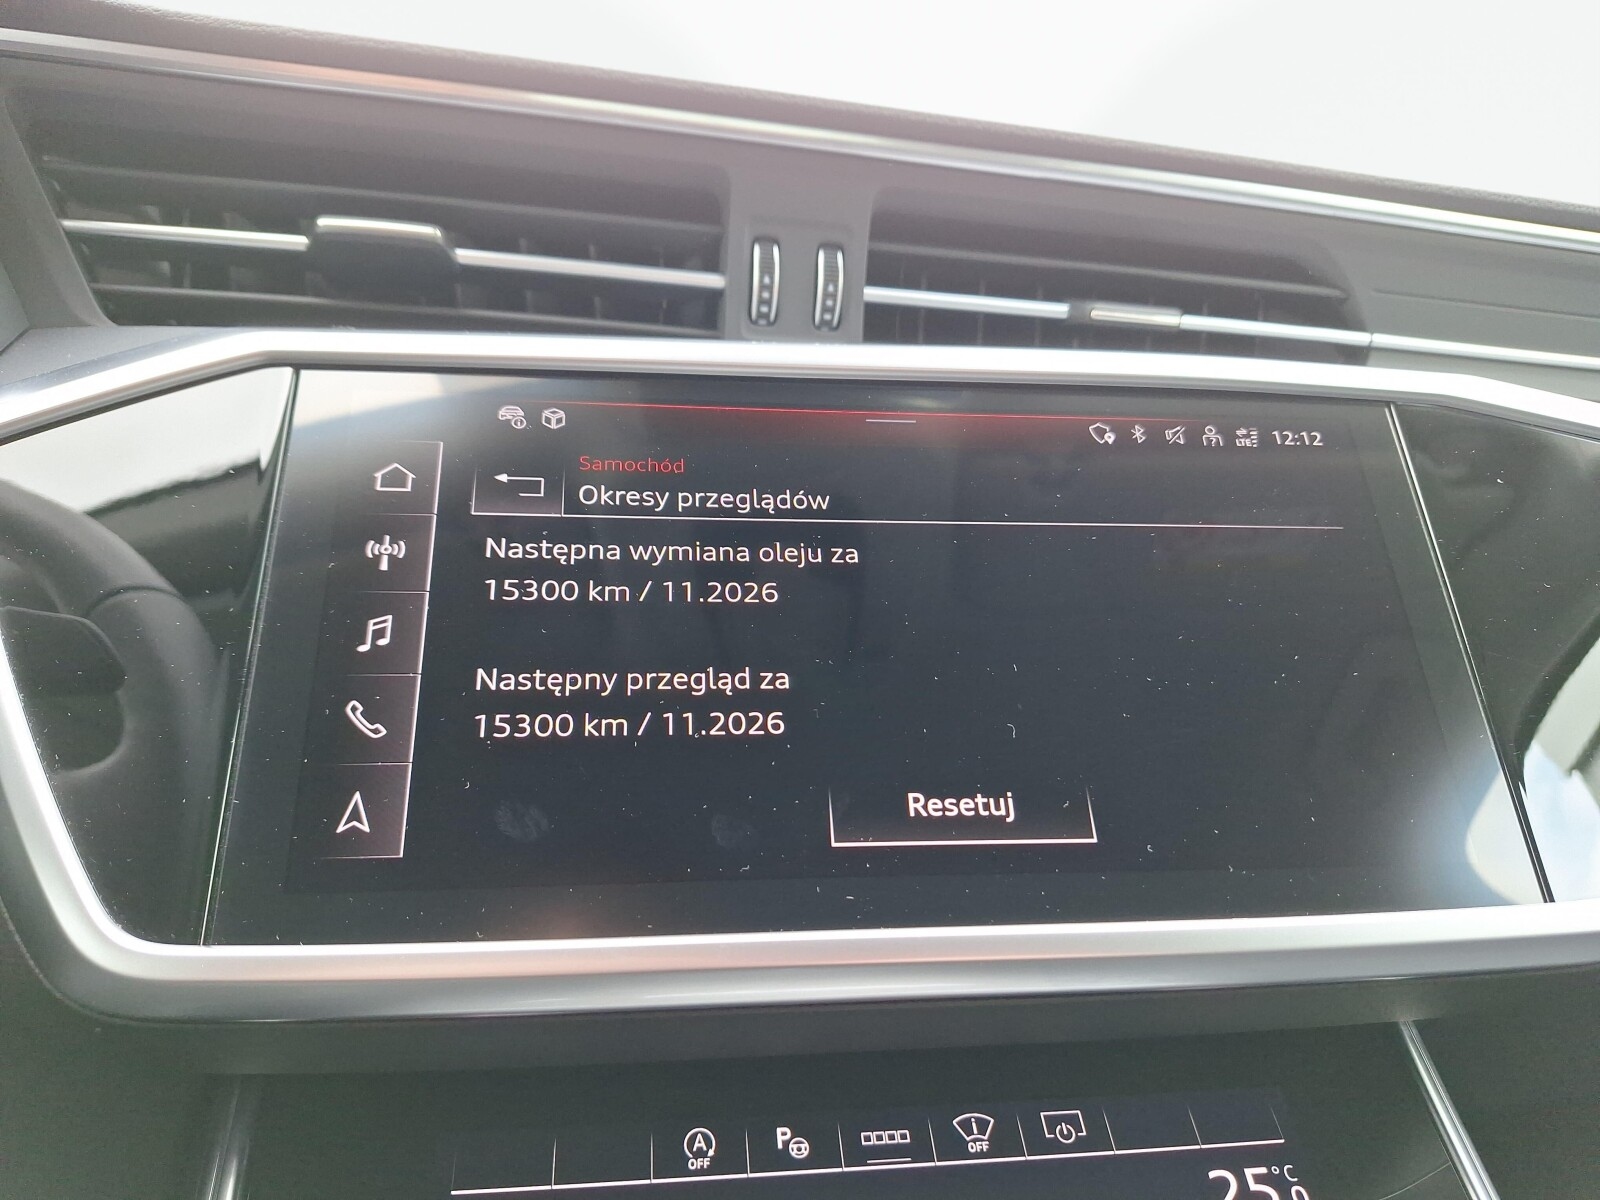 12:12
Samochód
Okresy przeglądów
Następna wymiana oleju za
15300 km / 11.2026
Następny przegląd za
15300 km / 11.2026
Resetuj
A
OFF
P
OFF
25°C